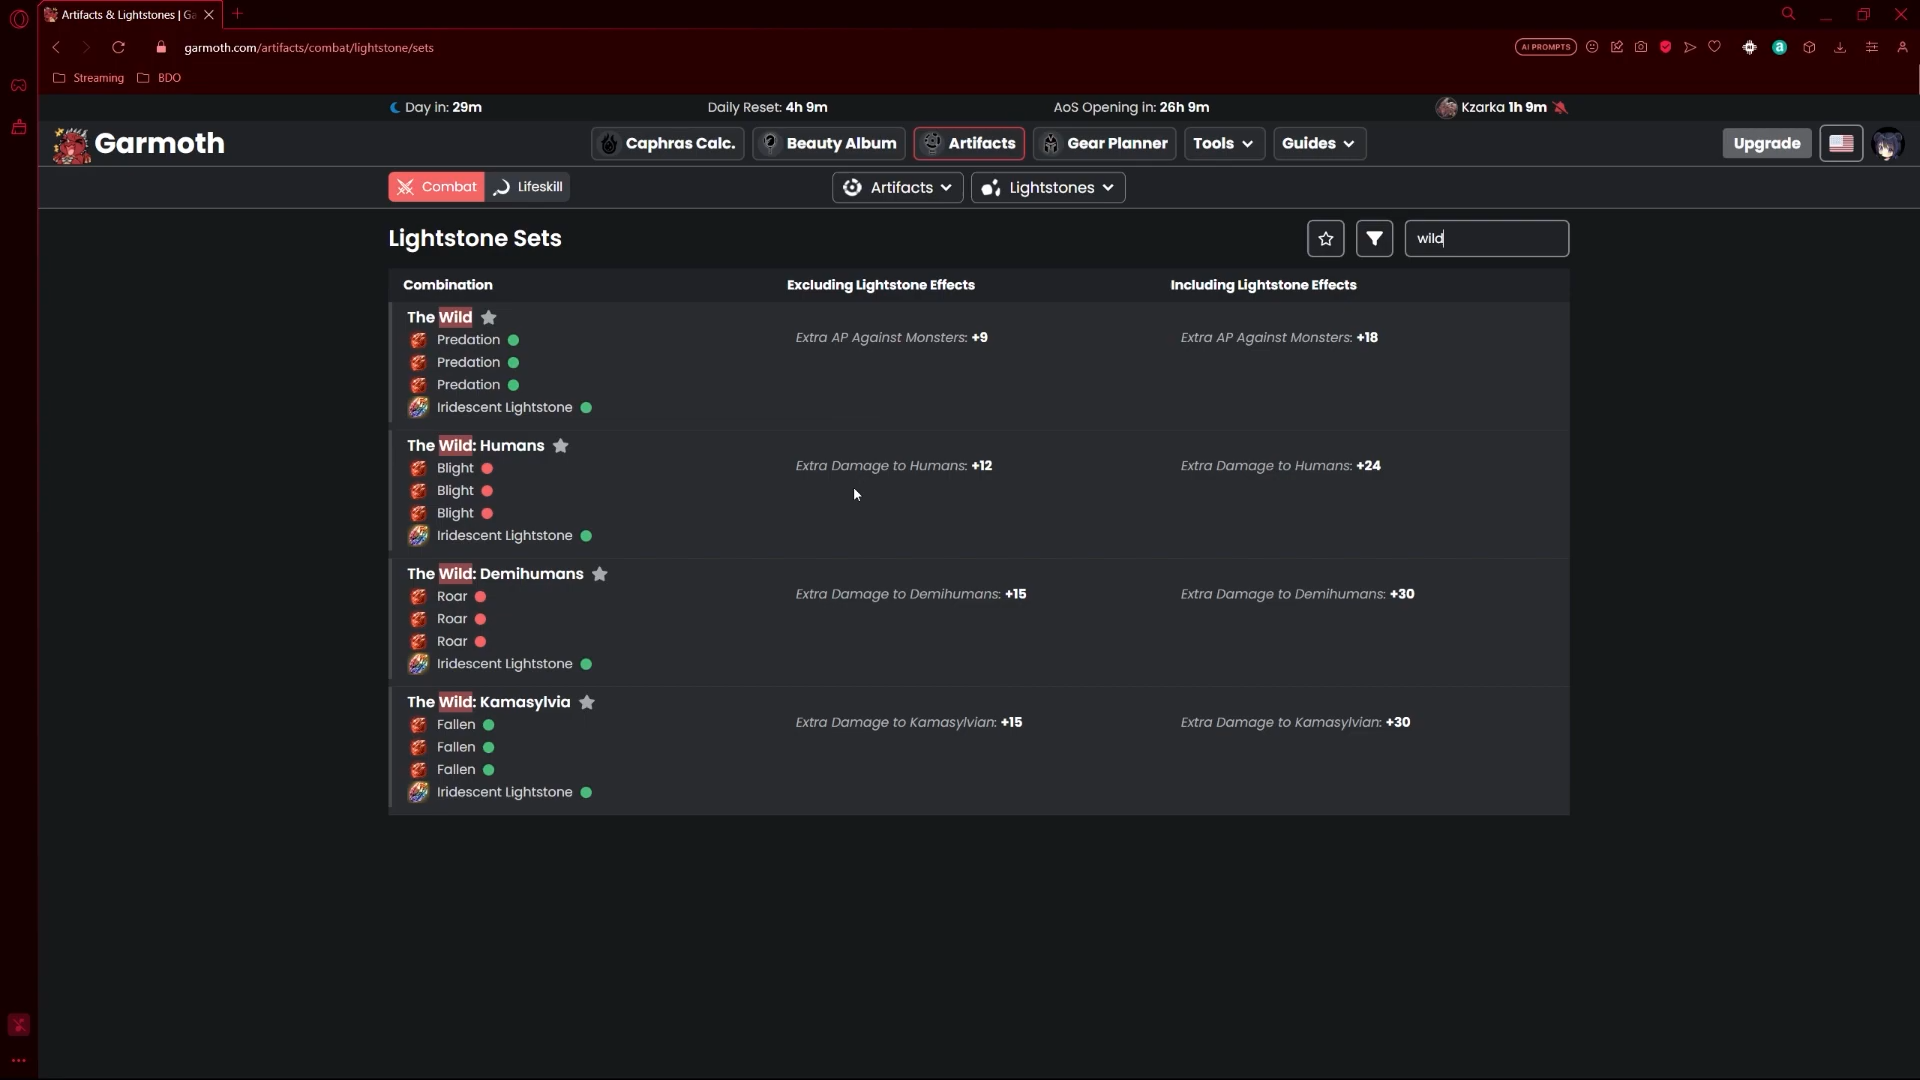 Artifacts & Lightstones | Ga
garmoth.com/artifacts/combat/lightstone/sets
AI PROMPTS
Streaming
BDO
Day in: 29m
Daily Reset: 4h 9m
AoS Opening in: 26h 9m
Kzarka 1h 9m
Garmoth
Caphras Calc.
Beauty Album
Artifacts
Gear Planner
Tools
Guides
Upgrade
Combat
Lifeskill
Artifacts
Lightstones
Lightstone Sets
wild
Combination
Excluding Lightstone Effects
Including Lightstone Effects
The Wild
Predation
Predation
Predation
Iridescent Lightstone
Extra AP Against Monsters: +9
Extra AP Against Monsters: +18
The Wild: Humans
Blight
Blight
Blight
Iridescent Lightstone
Extra Damage to Humans: +12
Extra Damage to Humans: +24
The Wild: Demihumans
Roar
Roar
Roar
Iridescent Lightstone
Extra Damage to Demihumans: +15
Extra Damage to Demihumans: +30
The Wild: Kamasylvia
Fallen
Fallen
Fallen
Iridescent Lightstone
Extra Damage to Kamasylvian: +15
Extra Damage to Kamasylvian: +30